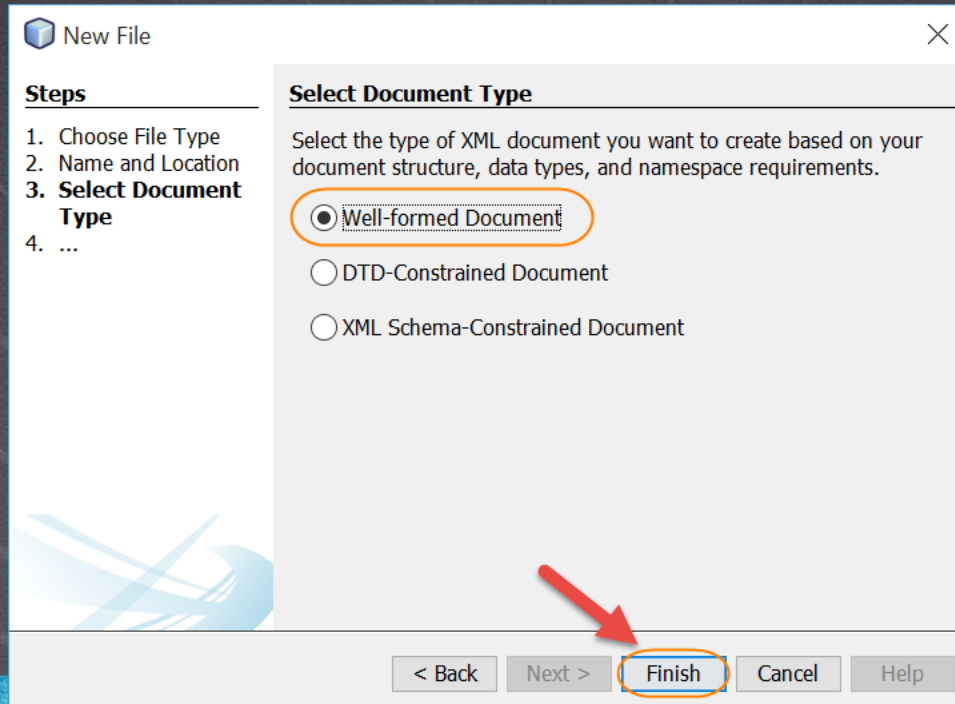 New File
Steps
1. Choose File Type
2. Name and Location
3. Select Document
Type
4. ...
Select Document Type
Select the type of XML document you want to create based on your
document structure, data types, and namespace requirements.
Well-formed Document
DTD-Constrained Document
XML Schema-Constrained Document
< Back Next > Finish Cancel Help